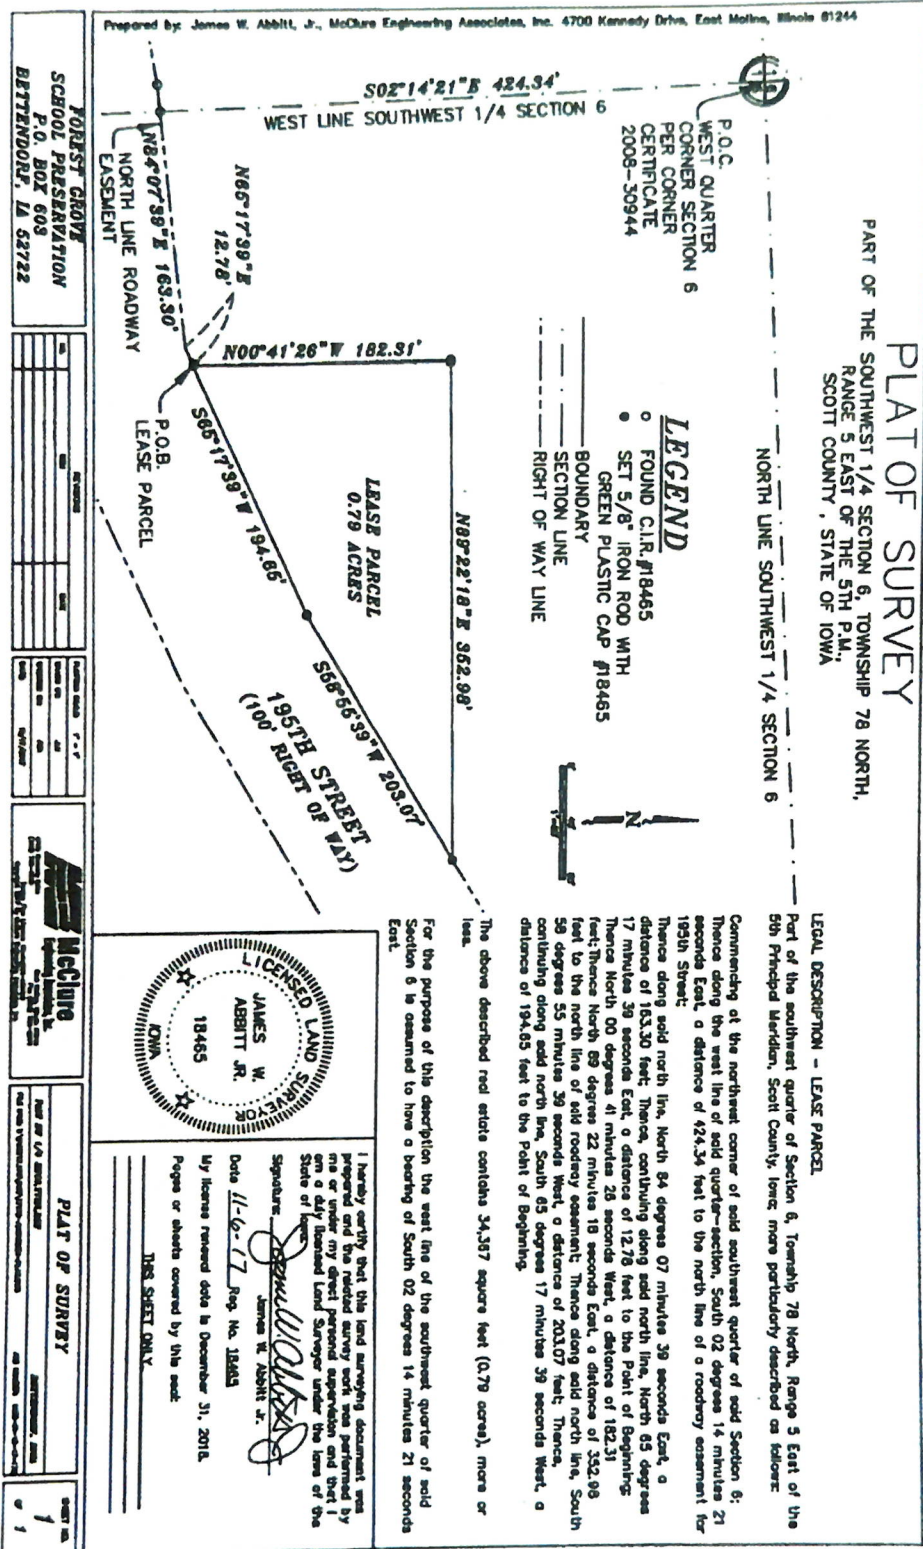 Prepared by: James W. Abbitt, Jr., McClure Engineering Associates, Inc. 4700 Kennedy Drive, East Moline, Illinois 61244
PLAT OF SURVEY
PART OF THE SOUTHWEST 1/4 SECTION 6, TOWNSHIP 78 NORTH,
RANGE 5 EAST OF THE 5TH P.M.,
SCOTT COUNTY, STATE OF IOWA
NORTH LINE SOUTHWEST 1/4 SECTION 6
P.O.C.
WEST QUARTER
CORNER SECTION 6
PER CORNER
CERTIFICATE
2008-30944
S02°14'21"E 424.34'
WEST LINE SOUTHWEST 1/4 SECTION 6
LEGEND
FOUND C.I.R. #18465
SET 5/8" IRON ROD WITH
GREEN PLASTIC CAP #18465
BOUNDARY
SECTION LINE
RIGHT OF WAY LINE
N
N89°22'18"E 352.98'
N00°41'26"W 182.31'
LEASE PARCEL
0.79 ACRES
N65°17'39"E
12.78'
N84°07'39"E 163.30'
NORTH LINE ROADWAY
EASEMENT
P.O.B.
LEASE PARCEL
S65°17'39"W 194.65'
S58°55'39"W 203.07'
195TH STREET
(100' RIGHT OF WAY)
LEGAL DESCRIPTION - LEASE PARCEL
Part of the southwest quarter of Section 6, Township 78 North, Range 5 East of the
5th Principal Meridian, Scott County, Iowa; more particularly described as follows:
Commencing at the northwest corner of said southwest quarter of said Section 6;
Thence along the west line of said quarter-section, South 02 degrees 14 minutes 21
seconds East, a distance of 424.34 feet to the north line of a roadway easement for
195th Street;
Thence along said north line, North 84 degrees 07 minutes 39 seconds East, a
distance of 163.30 feet; Thence, continuing along said north line, North 65 degrees
17 minutes 39 seconds East, a distance of 12.78 feet to the Point of Beginning;
Thence North 00 degrees 41 minutes 26 seconds West, a distance of 182.31
feet; Thence North 89 degrees 22 minutes 18 seconds East, a distance of 352.98
feet to the north line of said roadway easement; Thence along said north line, South
58 degrees 55 minutes 39 seconds West, a distance of 203.07 feet; Thence,
continuing along said north line, South 65 degrees 17 minutes 39 seconds West, a
distance of 194.65 feet to the Point of Beginning.
The above described real estate contains 34,367 square feet (0.79 acres), more or
less.
For the purpose of this description the west line of the southwest quarter of said
Section 6 is assumed to have a bearing of South 02 degrees 14 minutes 21 seconds
East.
LICENSED LAND SURVEYOR
JAMES W.
ABBITT JR.
18465
IOWA
I hereby certify that this land surveying document was
prepared and the related survey work was performed by
me or under my direct personal supervision and that I
am a duly licensed Land Surveyor under the laws of the
State of Iowa.
Signature:
James W. Abbitt Jr.
Date 11-6-17 Reg. No. 18465
My license renewal date is December 31, 2018.
Pages or sheets covered by this seal:
THIS SHEET ONLY
FOREST GROVE
SCHOOL PRESERVATION
P.O. BOX 603
BETTENDORF, IA 52722
McClure
PLAT OF SURVEY
SHEET NO.
1
OF 1